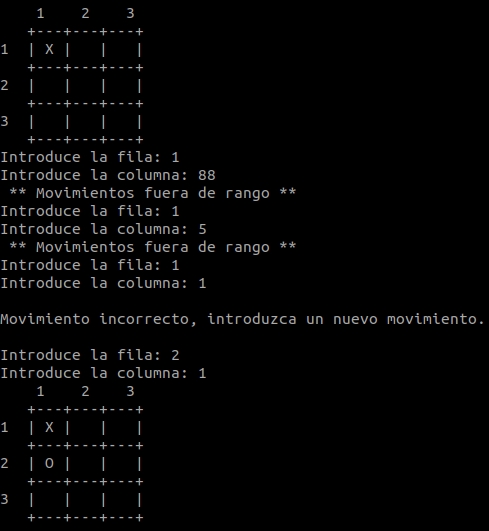 1    2    3
   +---+---+---+
1  | X |   |   |
   +---+---+---+
2  |   |   |   |
   +---+---+---+
3  |   |   |   |
   +---+---+---+
Introduce la fila: 1
Introduce la columna: 88
 ** Movimientos fuera de rango **
Introduce la fila: 1
Introduce la columna: 5
 ** Movimientos fuera de rango **
Introduce la fila: 1
Introduce la columna: 1

Movimiento incorrecto, introduzca un nuevo movimiento.

Introduce la fila: 2
Introduce la columna: 1
    1    2    3
   +---+---+---+
1  | X |   |   |
   +---+---+---+
2  | O |   |   |
   +---+---+---+
3  |   |   |   |
   +---+---+---+